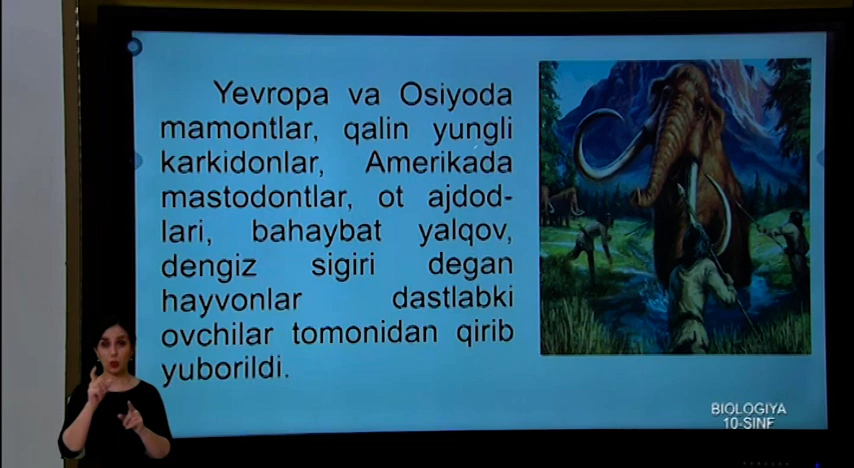 Yevropa va Osiyoda
mamontlar, qalin yungli
karkidonlar, Amerikada
mastodontlar, ot ajdod-
lari, bahaybat yalqov,
dengiz sigiri degan
hayvonlar dastlabki
ovchilar tomonidan qirib
yuborildi.
BIOLOGIYA
10-SINF